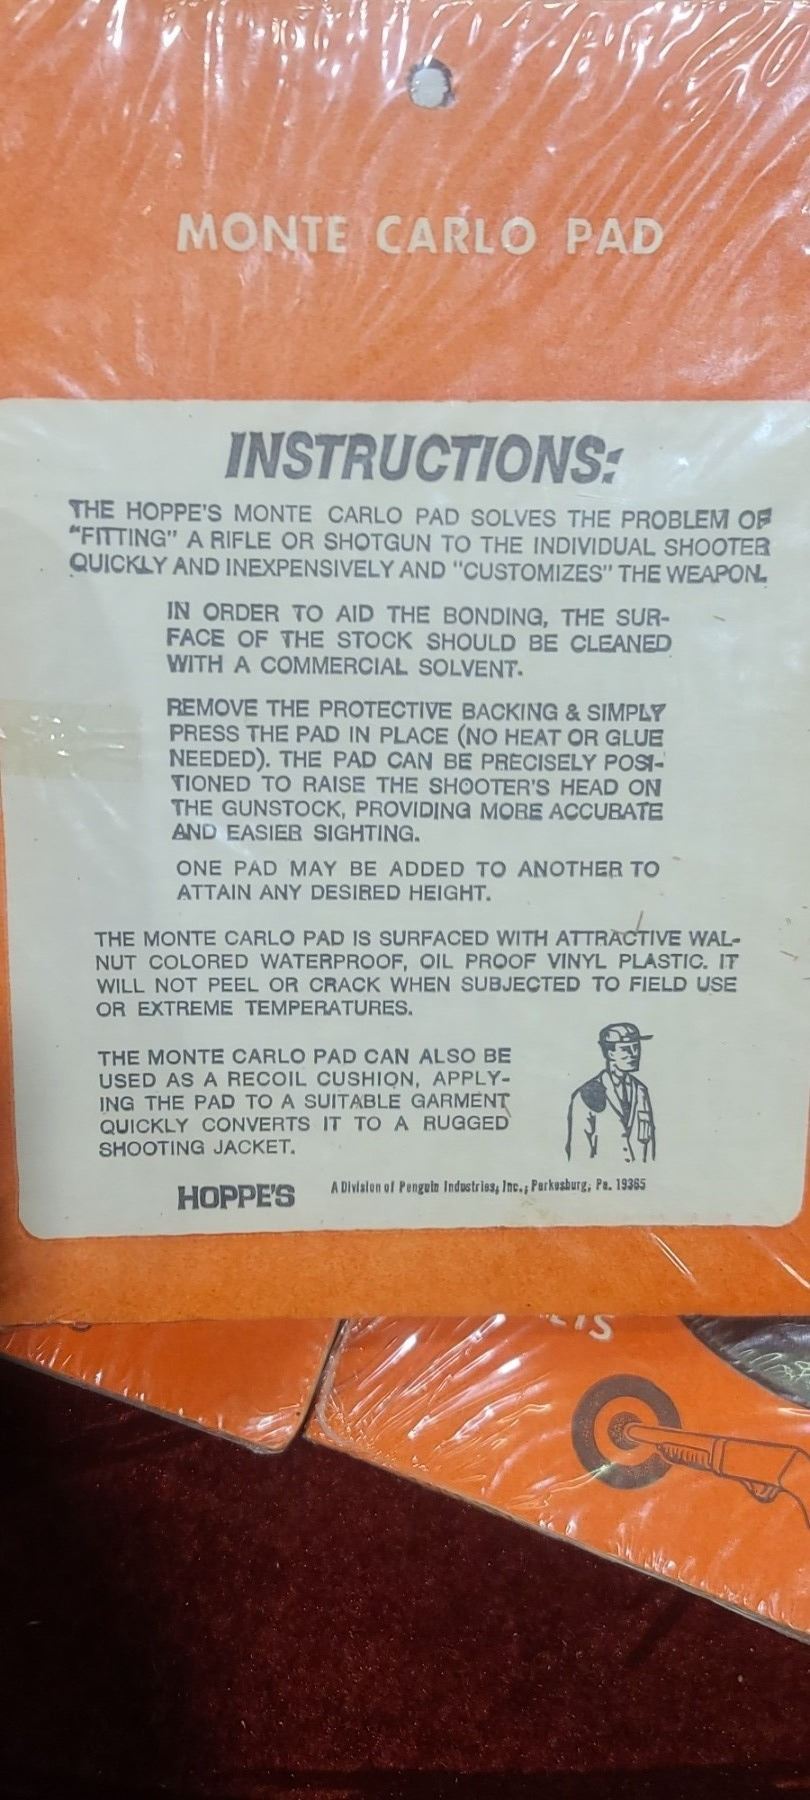 MONTE CARLO PAD
INSTRUCTIONS:
THE HOPPE'S MONTE CARLO PAD SOLVES THE PROBLEM OF
"FITTING" A RIFLE OR SHOTGUN TO THE INDIVIDUAL SHOOTER
QUICKLY AND INEXPENSIVELY AND "CUSTOMIZES" THE WEAPON.
IN ORDER TO AID THE BONDING, THE SUR-
FACE OF THE STOCK SHOULD BE CLEANED
WITH A COMMERCIAL SOLVENT.
REMOVE THE PROTECTIVE BACKING & SIMPLY
PRESS THE PAD IN PLACE (NO HEAT OR GLUE
NEEDED). THE PAD CAN BE PRECISELY POSI-
TIONED TO RAISE THE SHOOTER'S HEAD ON
THE GUNSTOCK, PROVIDING MORE ACCURATE
AND EASIER SIGHTING.
ONE PAD MAY BE ADDED TO ANOTHER TO
ATTAIN ANY DESIRED HEIGHT.
THE MONTE CARLO PAD IS SURFACED WITH ATTRACTIVE WAL-
NUT COLORED WATERPROOF, OIL PROOF VINYL PLASTIC. IT
WILL NOT PEEL OR CRACK WHEN SUBJECTED TO FIELD USE
OR EXTREME TEMPERATURES.
THE MONTE CARLO PAD CAN ALSO BE
USED AS A RECOIL CUSHION, APPLY-
ING THE PAD TO A SUITABLE GARMENT
QUICKLY CONVERTS IT TO A RUGGED
SHOOTING JACKET.
HOPPE'S A Division of Penguin Industries, Inc., Parkesburg, Pa. 19365